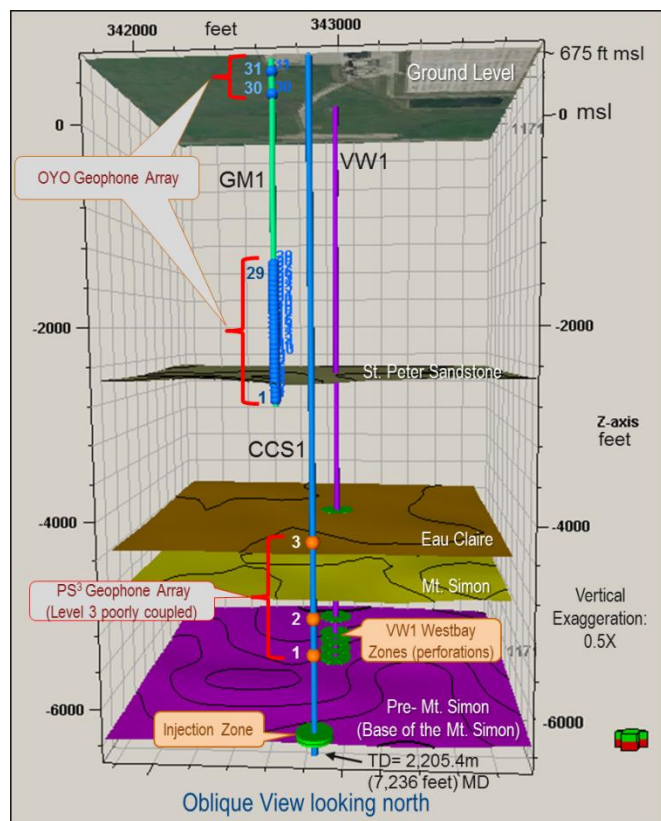 342000 feet 343000
675 ft msl
Ground Level
31 11
30
0
0 msl
1171
OYO Geophone Array
GM1
VW1
29
-2000
-2000
St. Peter Sandstone
1
CCS1
Z-axis
feet
-4000
-4000
3
Eau Claire
Mt. Simon
PS³ Geophone Array
(Level 3 poorly coupled)
Vertical
Exaggeration:
0.5X
2
VW1 Westbay
Zones (perforations)
1
1171
Pre- Mt. Simon
(Base of the Mt. Simon)
-6000
-6000
Injection Zone
TD= 2,205.4m
(7,236 feet) MD
Oblique View looking north